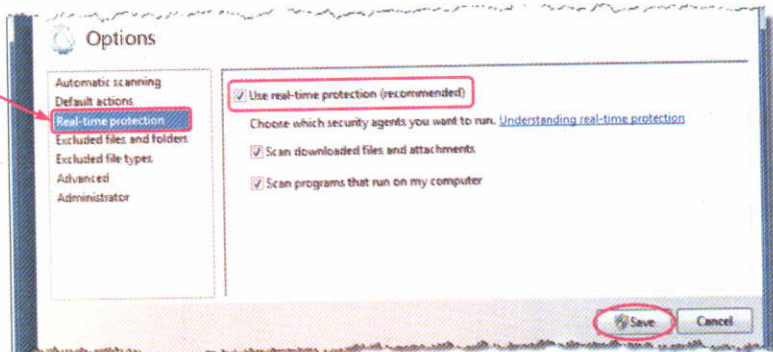 Options
Automatic scanning
Default actions
Real-time protection
Excluded files and folders
Excluded file types
Advanced
Administrator
Use real-time protection (recommended)
Choose which security agents you want to run. Understanding real-time protection
Scan downloaded files and attachments
Scan programs that run on my computer
Save
Cancel